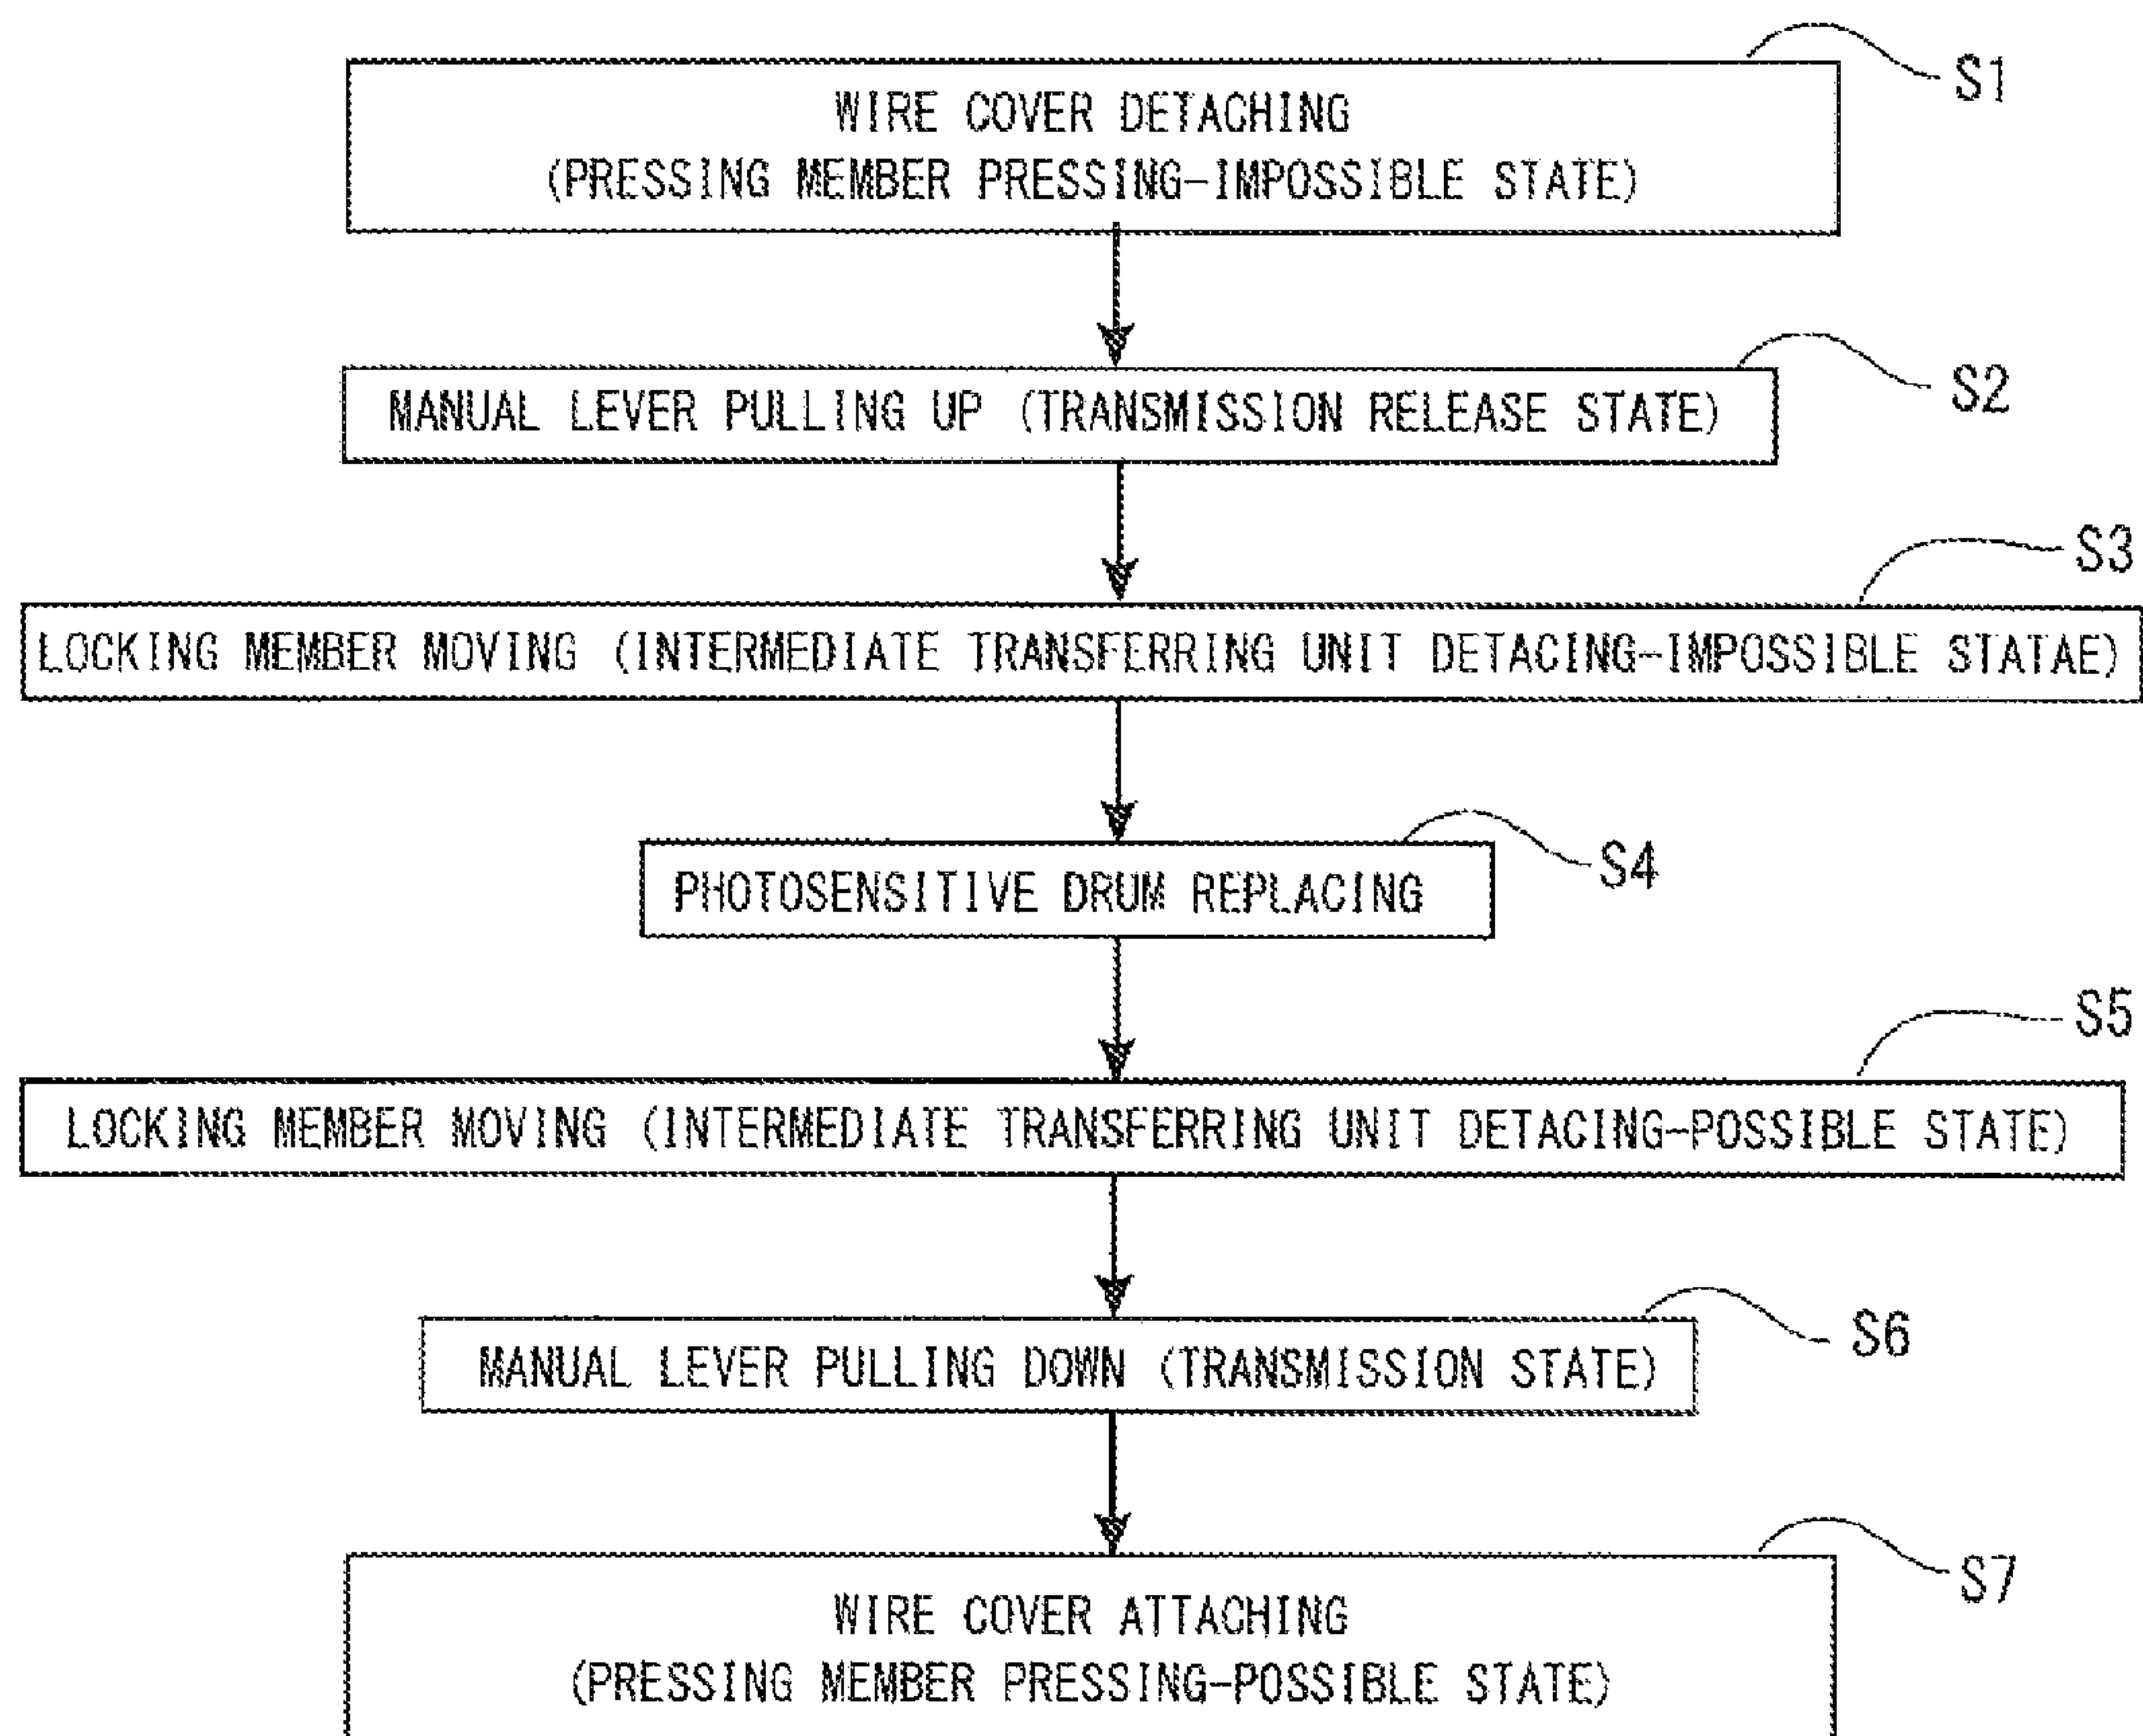 S1
WIRE COVER DETACHING
(PRESSING MEMBER PRESSING-IMPOSSIBLE STATE)
S2
MANUAL LEVER PULLING UP (TRANSMISSION RELEASE STATE)
S3
LOCKING MEMBER MOVING (INTERMEDIATE TRANSFERRING UNIT DETACING-IMPOSSIBLE STATAE)
S4
PHOTOSENSITIVE DRUM REPLACING
S5
LOCKING MEMBER MOVING (INTERMEDIATE TRANSFERRING UNIT DETACING-POSSIBLE STATE)
S6
MANUAL LEVER PULLING DOWN (TRANSMISSION STATE)
S7
WIRE COVER ATTACHING
(PRESSING MEMBER PRESSING-POSSIBLE STATE)